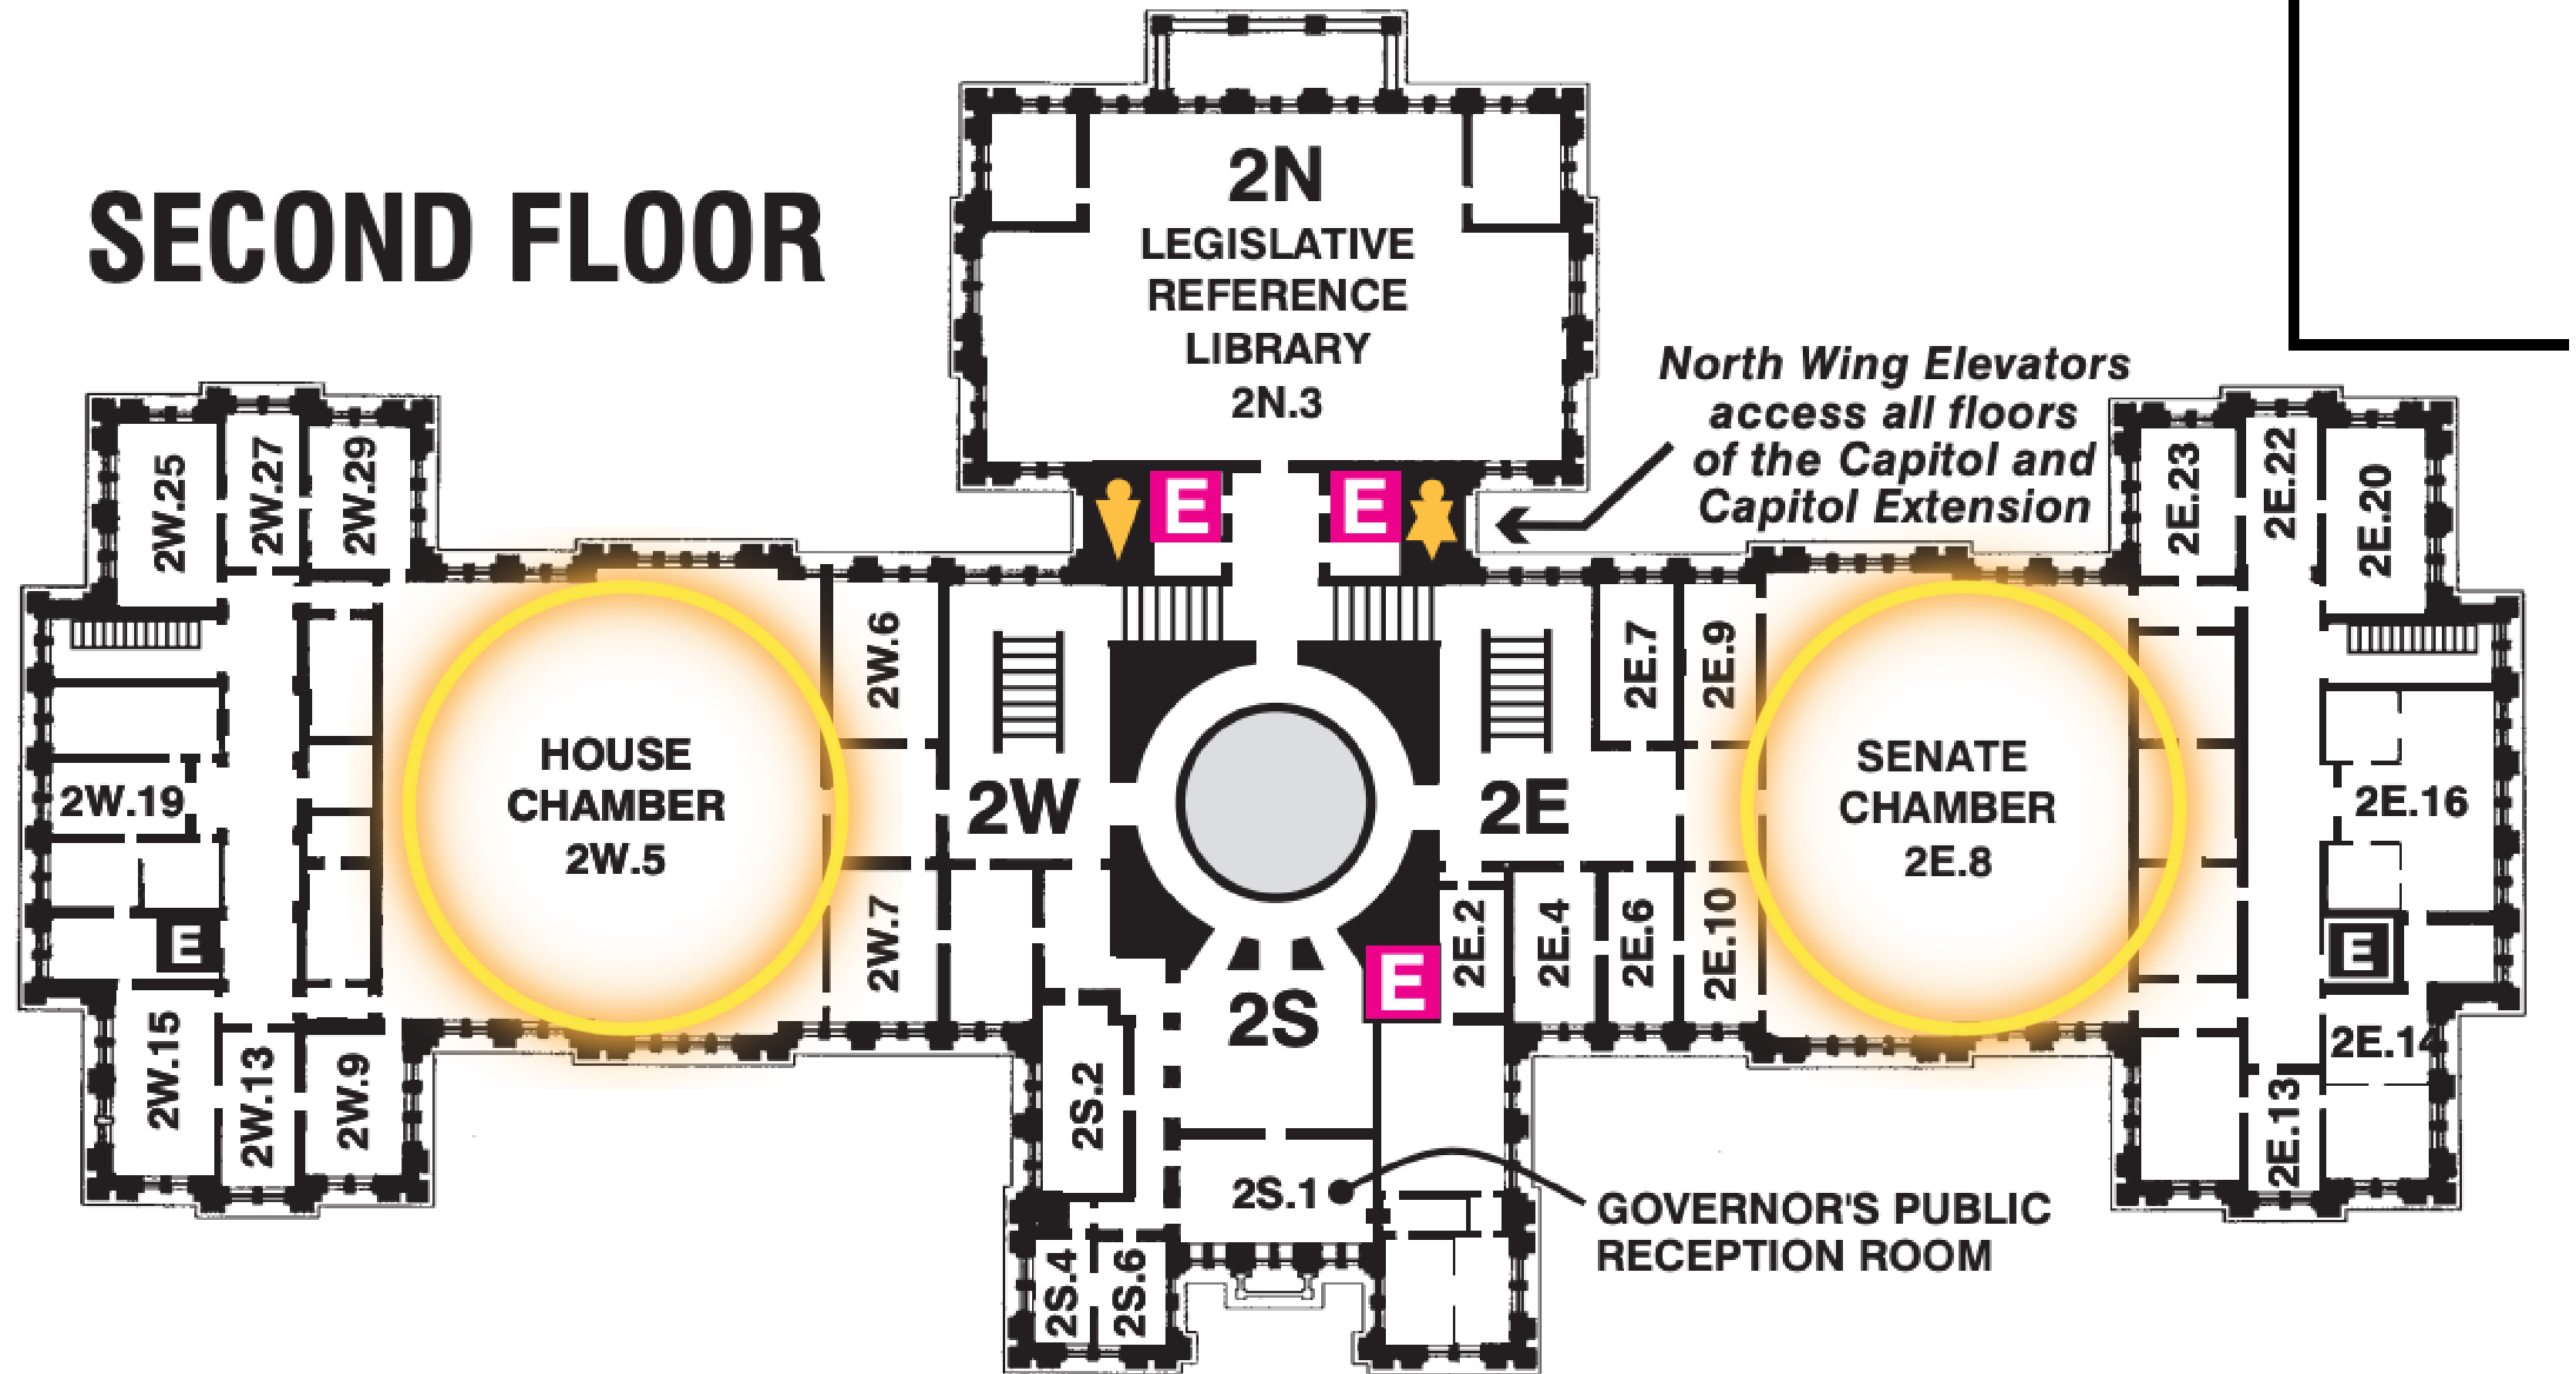 SECOND FLOOR
2N
LEGISLATIVE
REFERENCE
LIBRARY
2N.3
North Wing Elevators
access all floors
of the Capitol and
Capitol Extension
E
E
2W.25
2W.27
2W.29
2E.23
2E.22
2E.20
2W.6
2E.7
2E.9
HOUSE
CHAMBER
2W.5
SENATE
CHAMBER
2E.8
2W.19
2W
2E
2E.16
E
2W.7
2E.2
2E.4
2E.6
2E.10
E
E
2S
2W.15
2W.13
2W.9
2S.2
2E.14
2E.13
2S.1
GOVERNOR'S PUBLIC
RECEPTION ROOM
2S.4
2S.6